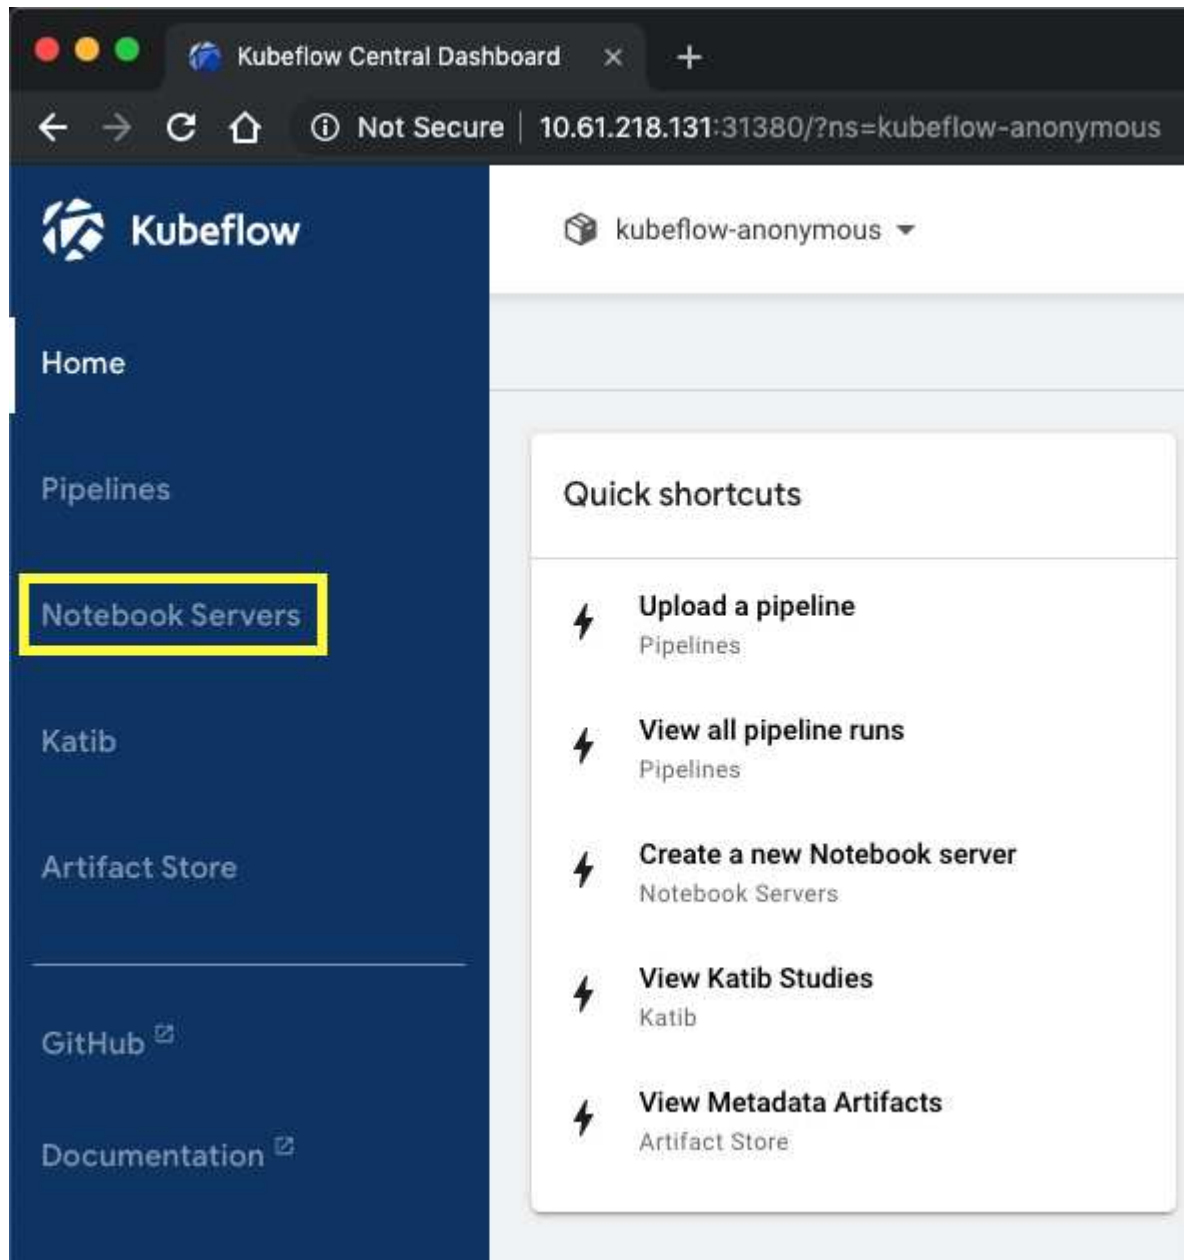 Kubeflow Central Dashboard
Not Secure | 10.61.218.131:31380/?ns=kubeflow-anonymous
Kubeflow
kubeflow-anonymous
Home
Pipelines
Notebook Servers
Katib
Artifact Store
GitHub
Documentation
Quick shortcuts
Upload a pipeline
Pipelines
View all pipeline runs
Pipelines
Create a new Notebook server
Notebook Servers
View Katib Studies
Katib
View Metadata Artifacts
Artifact Store